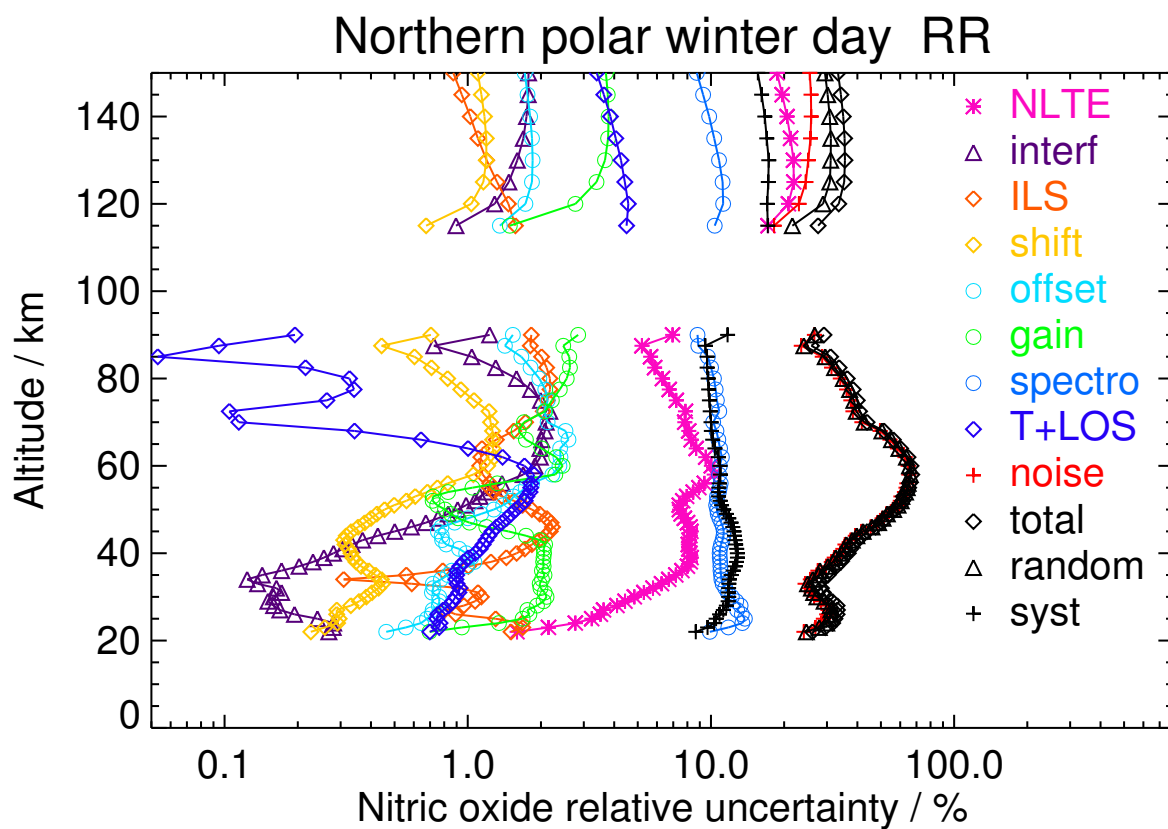 Northern polar winter day RR
Altitude / km
140
120
100
80
60
40
20
0
0.1
1.0
10.0
100.0
Nitric oxide relative uncertainty / %
NLTE
interf
ILS
shift
offset
gain
spectro
T+LOS
noise
total
random
syst